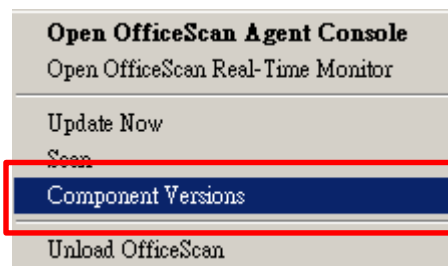 Open OfficeScan Agent Console
Open OfficeScan Real-Time Monitor
Update Now
Scan
Component Versions
Unload OfficeScan